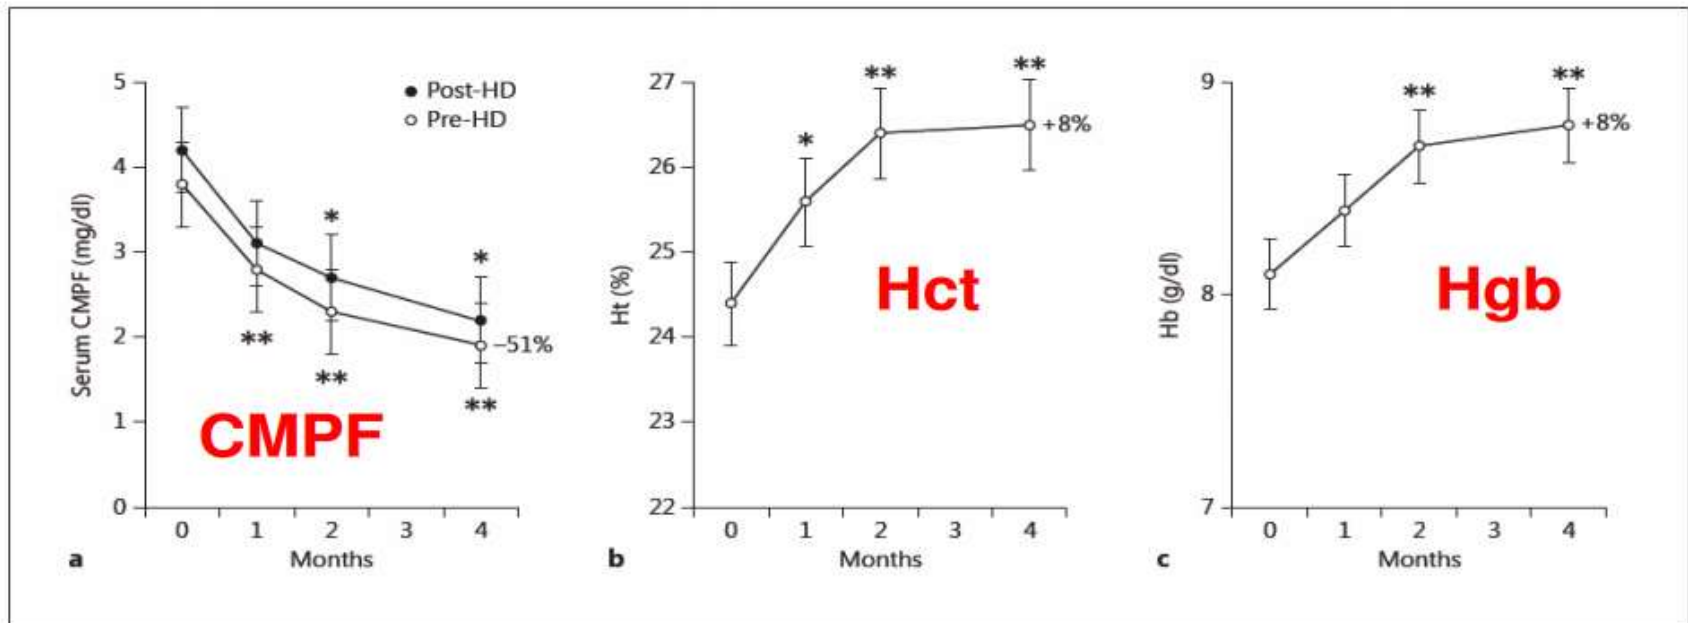 5
4
3
2
1
0
Serum CMPF (mg/dl)
● Post-HD
○ Pre-HD
*
*
**
**
**
–51%
CMPF
0 1 2 3 4
Months
a
27
26
25
24
23
22
Ht (%)
*
**
**
+8%
Hct
0 1 2 3 4
Months
b
9
8
7
Hb (g/dl)
**
**
+8%
Hgb
0 1 2 3 4
Months
c